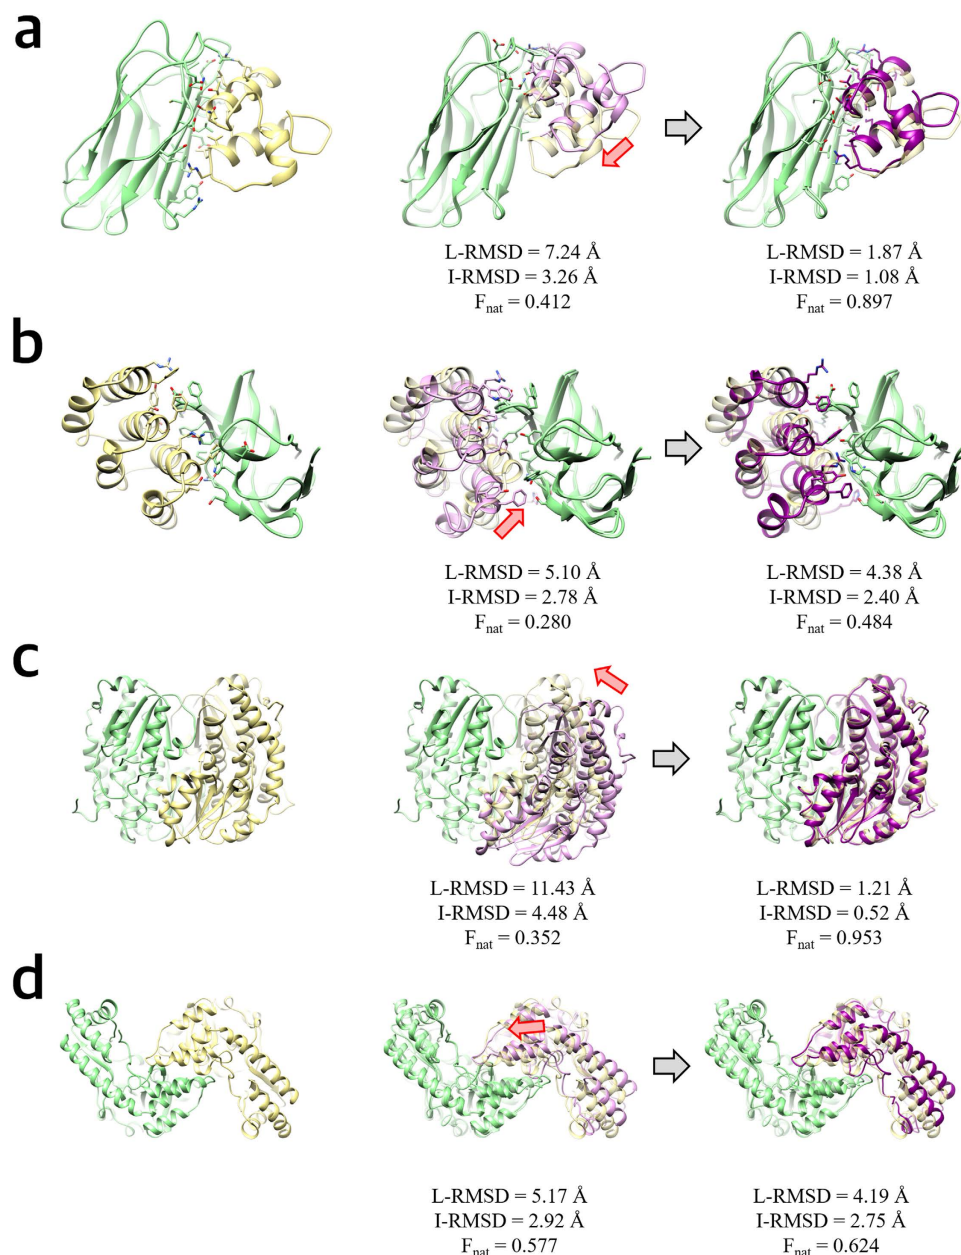 a
L-RMSD = 7.24 Å
I-RMSD = 3.26 Å
Fnat = 0.412
L-RMSD = 1.87 Å
I-RMSD = 1.08 Å
Fnat = 0.897
b
L-RMSD = 5.10 Å
I-RMSD = 2.78 Å
Fnat = 0.280
L-RMSD = 4.38 Å
I-RMSD = 2.40 Å
Fnat = 0.484
c
L-RMSD = 11.43 Å
I-RMSD = 4.48 Å
Fnat = 0.352
L-RMSD = 1.21 Å
I-RMSD = 0.52 Å
Fnat = 0.953
d
L-RMSD = 5.17 Å
I-RMSD = 2.92 Å
Fnat = 0.577
L-RMSD = 4.19 Å
I-RMSD = 2.75 Å
Fnat = 0.624